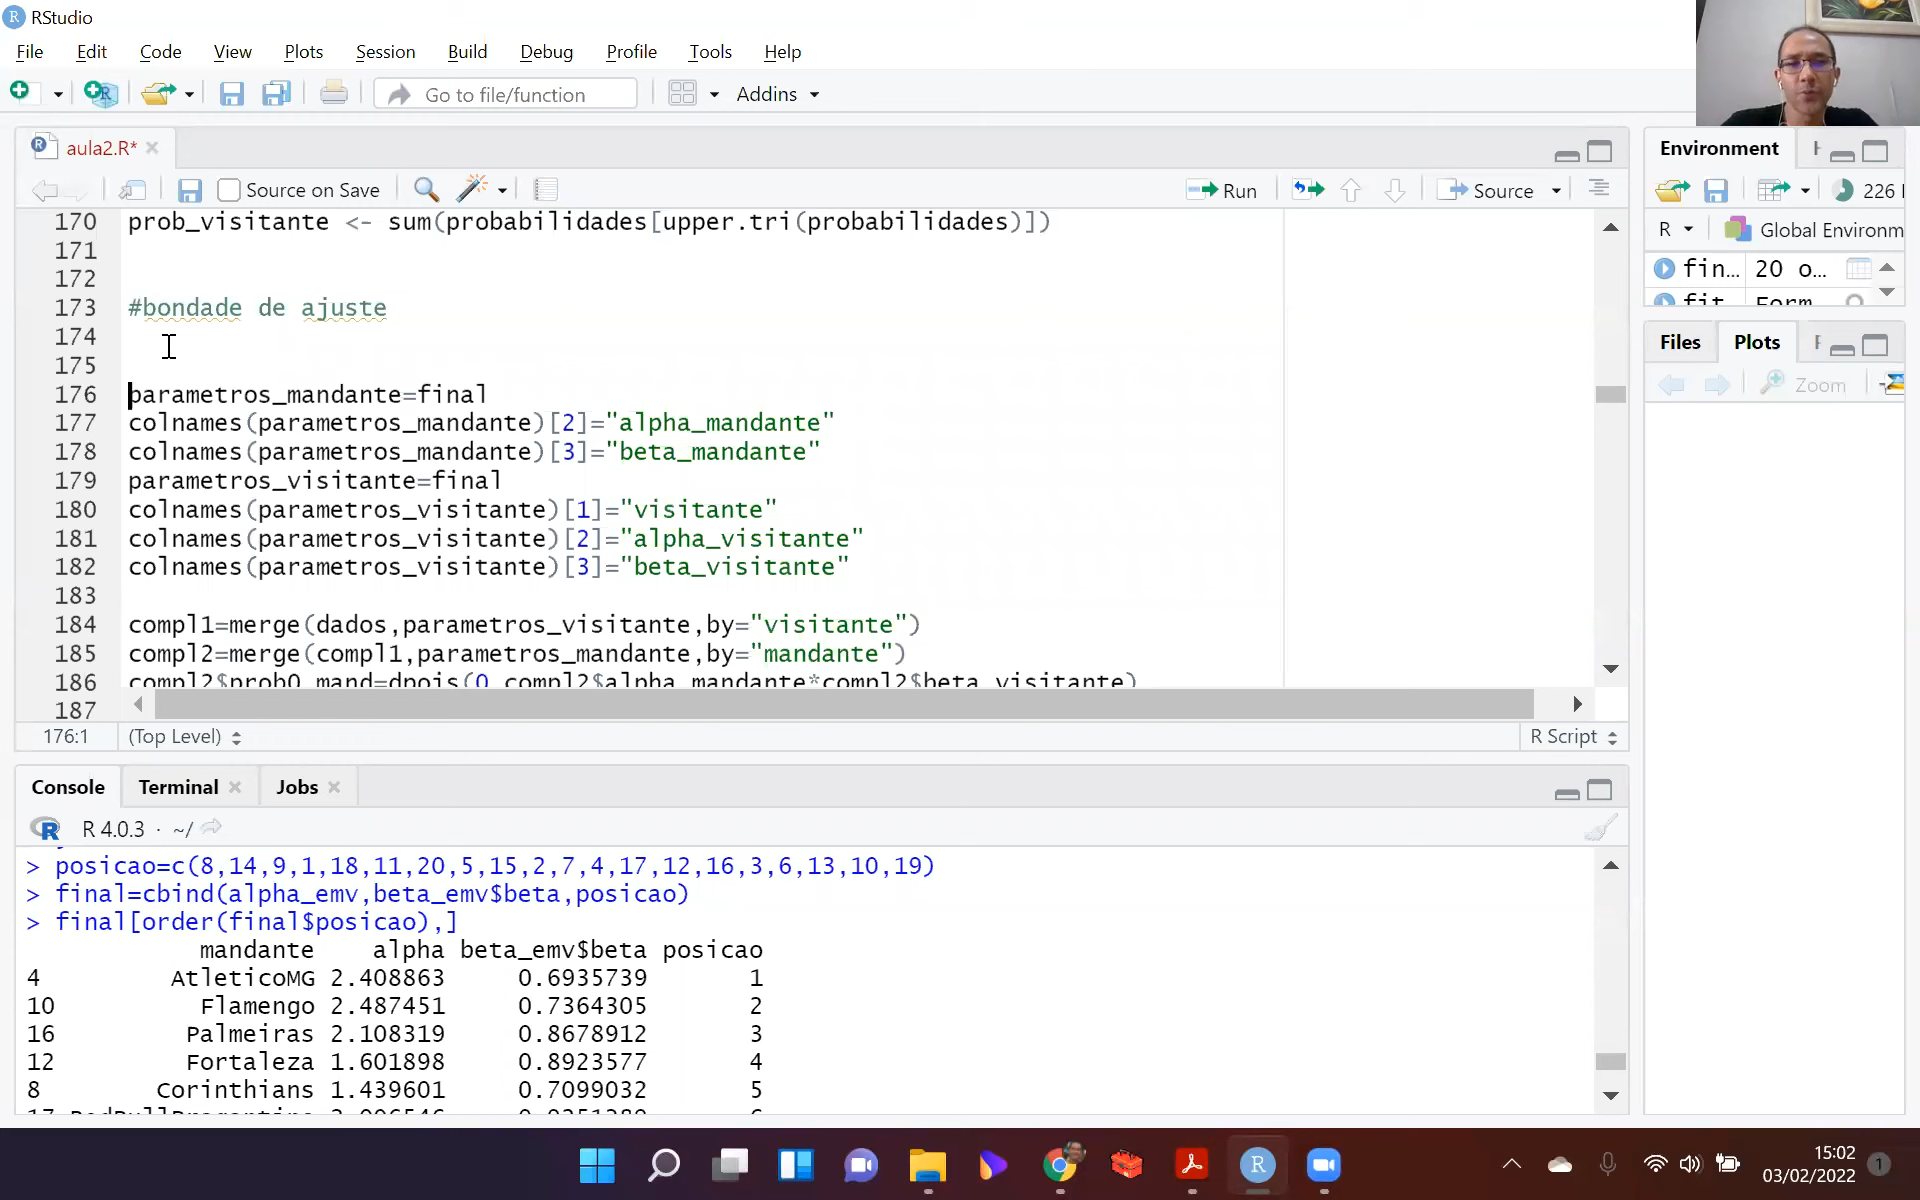 RStudio
File Edit Code View Plots Session Build Debug Profile Tools Help
Go to file/function Addins
aula2.R*
Source on Save Run Source
170 prob_visitante <- sum(probabilidades[upper.tri(probabilidades)])
171
172
173 #bondade de ajuste
174
175
176 parametros_mandante=final
177 colnames(parametros_mandante)[2]="alpha_mandante"
178 colnames(parametros_mandante)[3]="beta_mandante"
179 parametros_visitante=final
180 colnames(parametros_visitante)[1]="visitante"
181 colnames(parametros_visitante)[2]="alpha_visitante"
182 colnames(parametros_visitante)[3]="beta_visitante"
183
184 compl1=merge(dados,parametros_visitante,by="visitante")
185 compl2=merge(compl1,parametros_mandante,by="mandante")
186 compl2$prob0_mand=dpois(0,compl2$alpha_mandante*compl2$beta_visitante)
187
176:1 (Top Level) R Script
Console Terminal Jobs
R 4.0.3 · ~/
> posicao=c(8,14,9,1,18,11,20,5,15,2,7,4,17,12,16,3,6,13,10,19)
> final=cbind(alpha_emv,beta_emv$beta,posicao)
> final[order(final$posicao),]
mandante alpha beta_emv$beta posicao
4 AtleticoMG 2.408863 0.6935739 1
10 Flamengo 2.487451 0.7364305 2
16 Palmeiras 2.108319 0.8678912 3
12 Fortaleza 1.601898 0.8923577 4
8 Corinthians 1.439601 0.7099032 5
Environment
226
R Global Environm
fin... 20 o...
fit Form
Files Plots
Zoom
15:02
03/02/2022
1